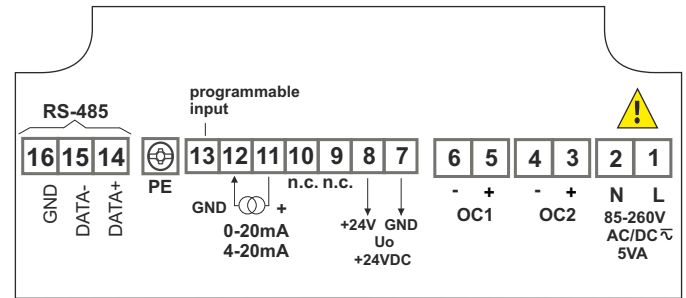 programmable
input
RS-485
16 15 14 13 12 11 10 9 8 7 6 5 4 3 2 1
PE
n.c. n.c.
GND
DATA-
DATA+
GND +
0-20mA
4-20mA
+24V GND
Uo
+24VDC
- +
OC1
- +
OC2
N L
85-260V
AC/DC
5VA